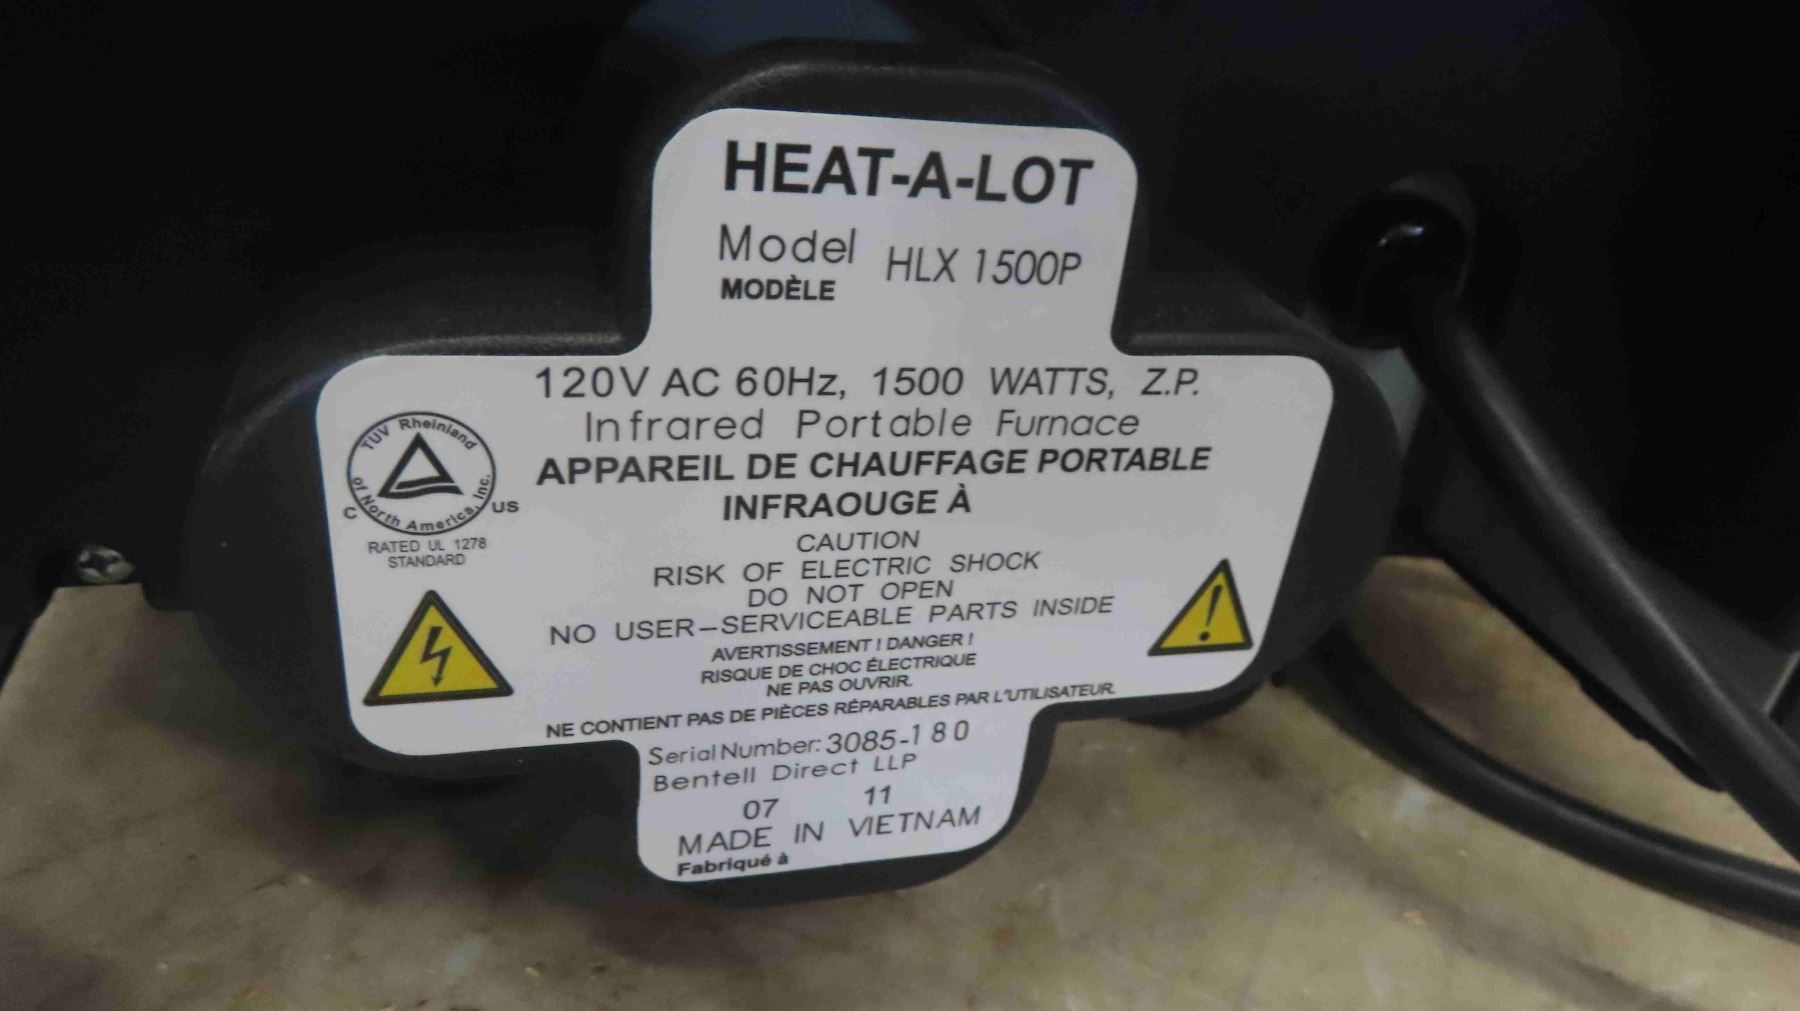 HEAT-A-LOT
Model HLX 1500P
MODÈLE
120V AC 60Hz, 1500 WATTS, Z.P.
Infrared Portable Furnace
APPAREIL DE CHAUFFAGE PORTABLE
INFRAOUGE À
TUV Rheinland
of North America, Inc.
C US
RATED UL 1278
STANDARD
CAUTION
RISK OF ELECTRIC SHOCK
DO NOT OPEN
NO USER-SERVICEABLE PARTS INSIDE
AVERTISSEMENT ! DANGER !
RISQUE DE CHOC ÉLECTRIQUE
NE PAS OUVRIR.
NE CONTIENT PAS DE PIÈCES RÉPARABLES PAR L'UTILISATEUR.
Serial Number: 3085-180
Bentell Direct LLP
07 11
MADE IN VIETNAM
Fabriqué à